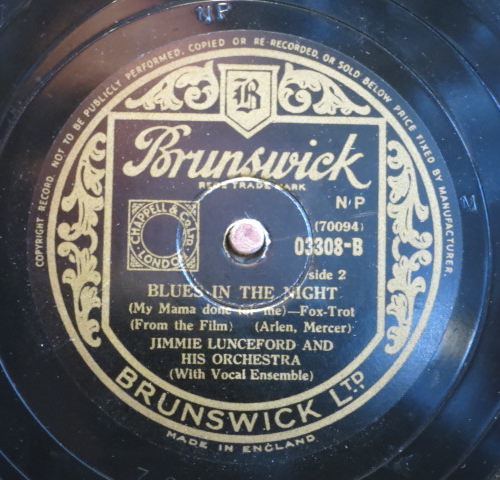 NP
COPYRIGHT RECORD. NOT TO BE PUBLICLY PERFORMED, COPIED OR RE-RECORDED, OR SOLD BELOW PRICE FIXED BY MANUFACTURER.
B
Brunswick
REGD TRADE MARK
N·P
CHAPPELL & Co Ltd
LONDON
(70094)
03308-B
side 2
BLUES IN THE NIGHT
(My Mama done for me)—Fox-Trot
(From the Film) (Arlen, Mercer)
JIMMIE LUNCEFORD AND
HIS ORCHESTRA
(With Vocal Ensemble)
BRUNSWICK LTD,
MADE IN ENGLAND
M